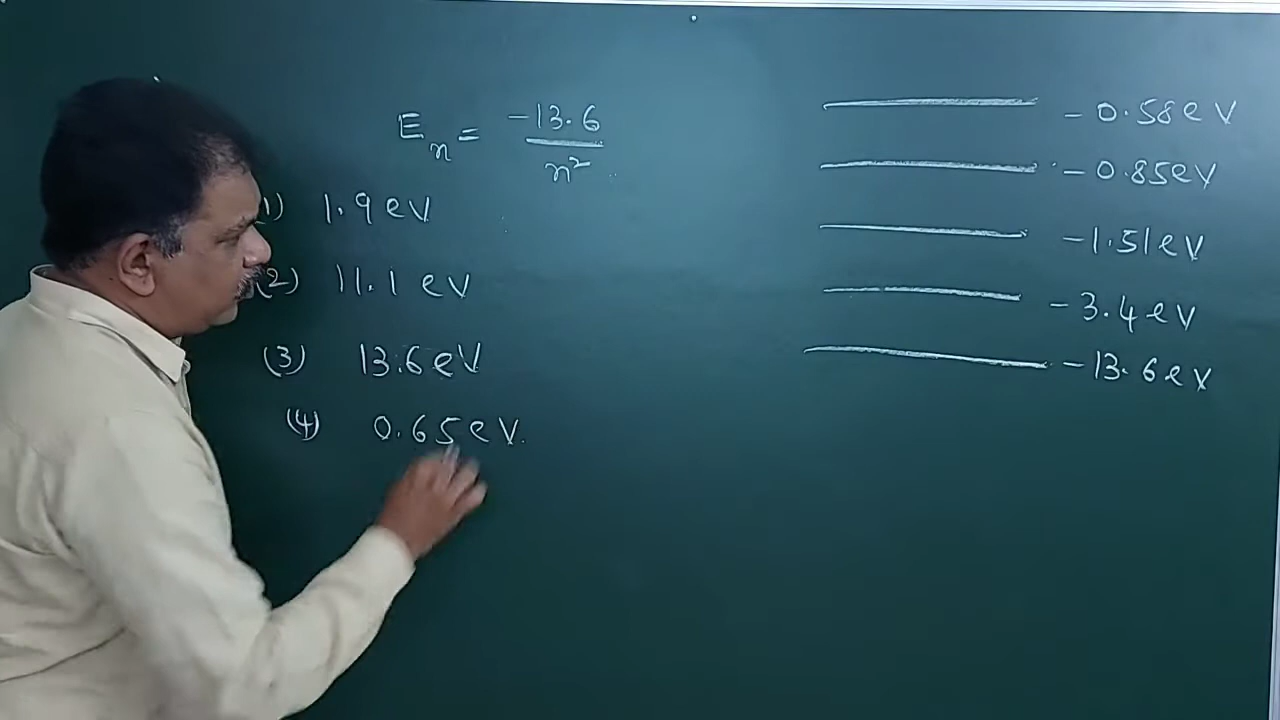 E_n = -13.6 / n²
(1) 1.9 eV
(2) 11.1 eV
(3) 13.6 eV
(4) 0.65 eV.
- 0.58 eV
- 0.85 eV
- 1.51 eV
- 3.4 eV
- 13.6 eV